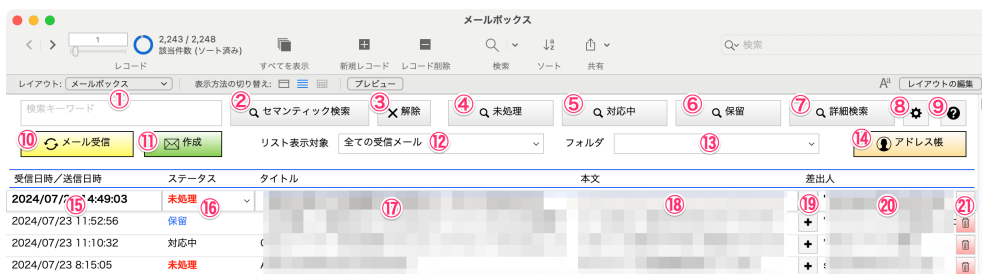 メールボックス
1
2,243 / 2,248
該当件数 (ソート済み)
検索
レコード
すべてを表示
新規レコード
レコード削除
検索
ソート
共有
レイアウト: メールボックス
表示方法の切り替え:
プレビュー
Aa
レイアウトの編集
検索キーワード ①
② セマンティック検索
③ 解除
④ 未処理
⑤ 対応中
⑥ 保留
⑦ 詳細検索
⑧
⑨ ?
⑩ メール受信
⑪ 作成
リスト表示対象 全ての受信メール ⑫
フォルダ ⑬
⑭ アドレス帳
受信日時／送信日時 ステータス タイトル 本文 差出人
2024/07/2 4:49:03 ⑮ 未処理 ⑯ ⑰ ⑱ ⑲ ⑳ ㉑
2024/07/23 11:52:56 保留
2024/07/23 11:10:32 対応中
2024/07/23 8:15:05 未処理